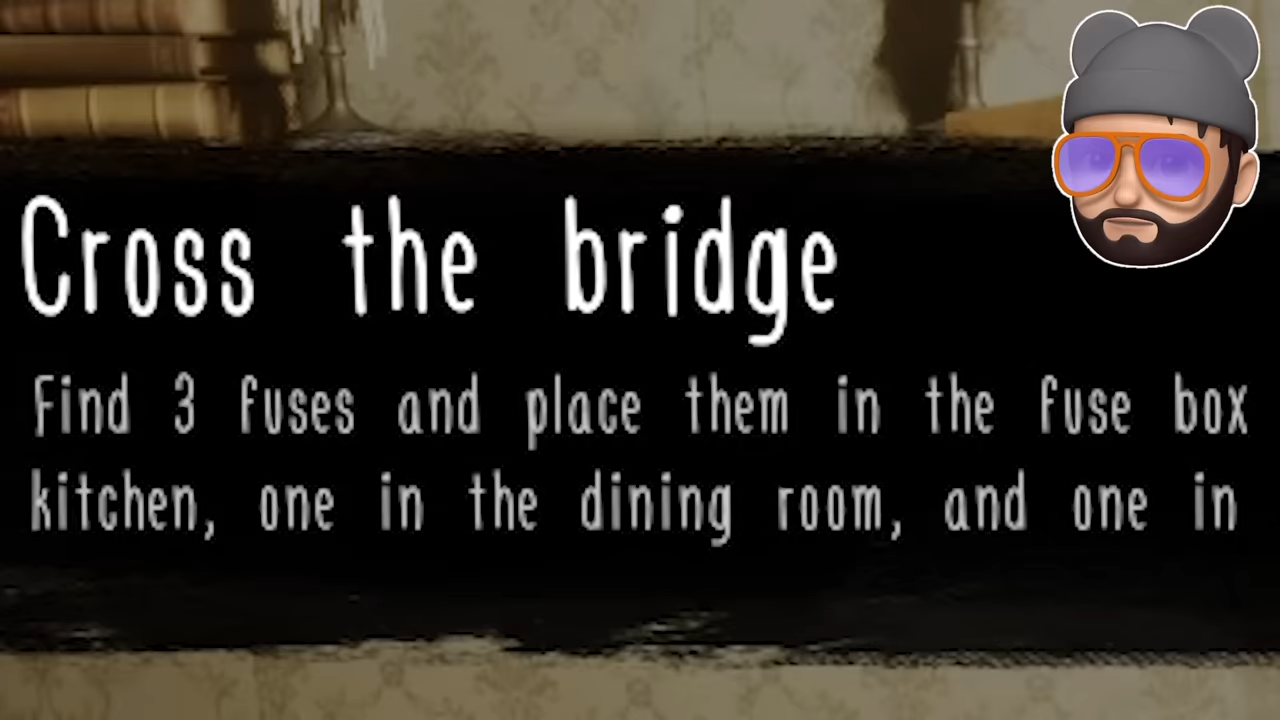 Cross the bridge
Find 3 fuses and place them in the fuse box
kitchen, one in the dining room, and one in